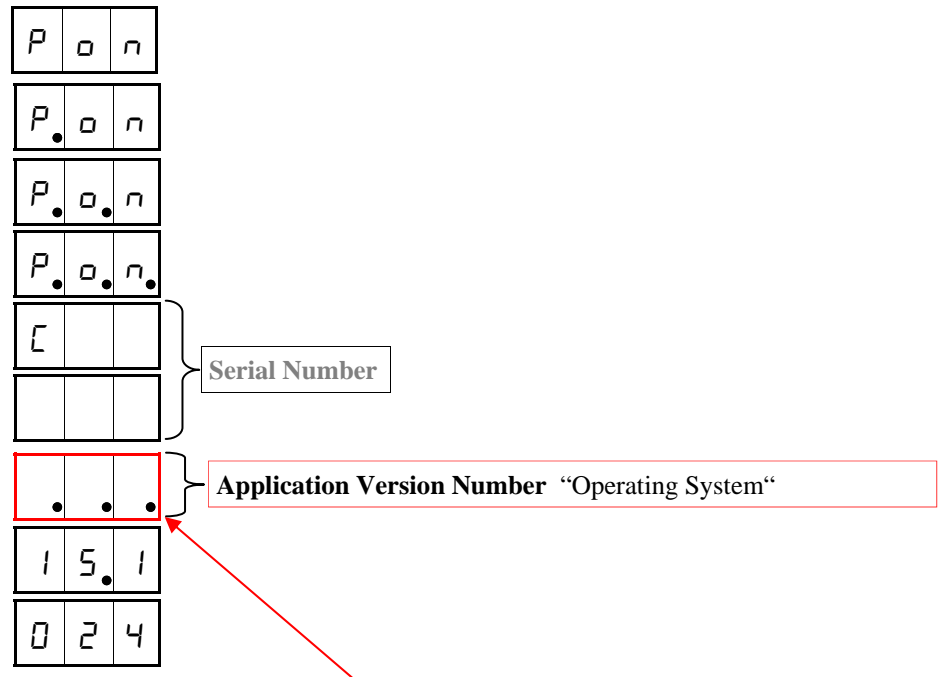 P o n
P. o n
P. o. n
P. o. n.
C
Serial Number
. . .
Application Version Number “Operating System“
1 5. 1
0 2 4